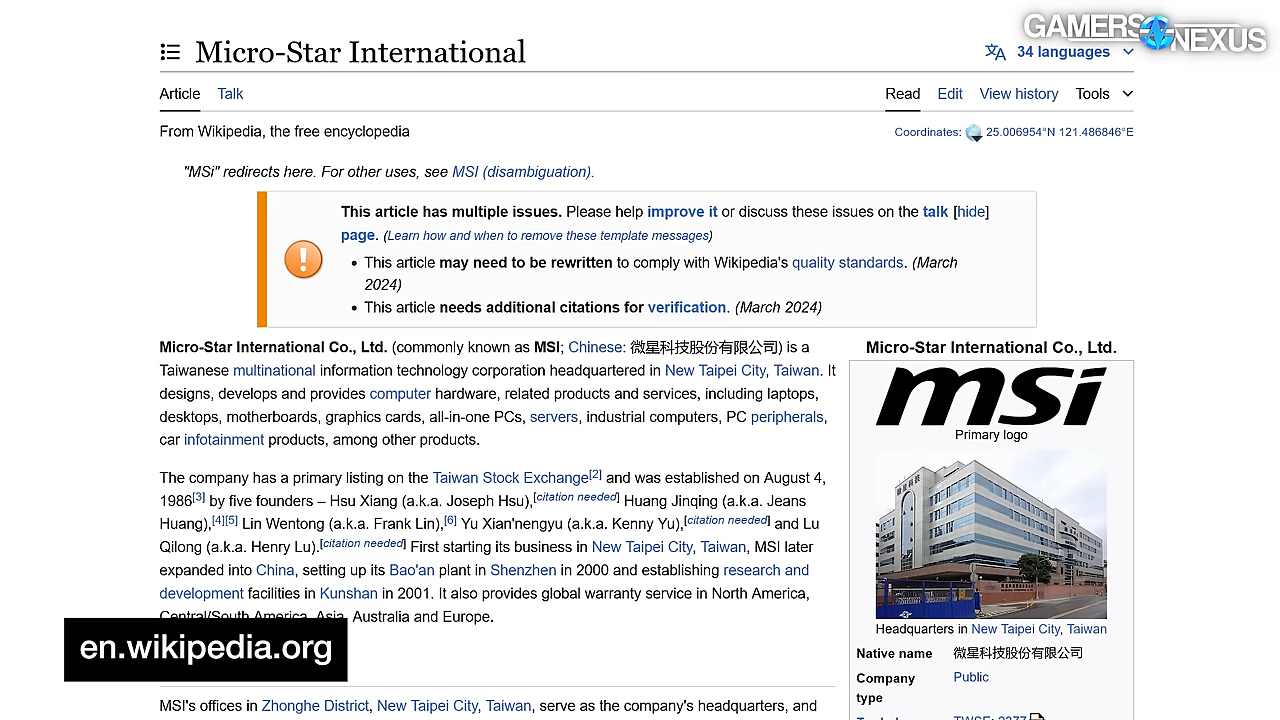 GAMERS NEXUS
Micro-Star International
34 languages
Article Talk
Read Edit View history Tools
From Wikipedia, the free encyclopedia
Coordinates: 25.006954°N 121.486846°E
"MSi" redirects here. For other uses, see MSI (disambiguation).
This article has multiple issues. Please help improve it or discuss these issues on the talk [hide]
page. (Learn how and when to remove these template messages)
• This article may need to be rewritten to comply with Wikipedia's quality standards. (March
2024)
• This article needs additional citations for verification. (March 2024)
Micro-Star International Co., Ltd. (commonly known as MSI; Chinese: 微星科技股份有限公司) is a
Taiwanese multinational information technology corporation headquartered in New Taipei City, Taiwan. It
designs, develops and provides computer hardware, related products and services, including laptops,
desktops, motherboards, graphics cards, all-in-one PCs, servers, industrial computers, PC peripherals,
car infotainment products, among other products.
The company has a primary listing on the Taiwan Stock Exchange[2] and was established on August 4,
1986[3] by five founders – Hsu Xiang (a.k.a. Joseph Hsu),[citation needed] Huang Jinqing (a.k.a. Jeans
Huang),[4][5] Lin Wentong (a.k.a. Frank Lin),[6] Yu Xian'nengyu (a.k.a. Kenny Yu),[citation needed] and Lu
Qilong (a.k.a. Henry Lu).[citation needed] First starting its business in New Taipei City, Taiwan, MSI later
expanded into China, setting up its Bao'an plant in Shenzhen in 2000 and establishing research and
development facilities in Kunshan in 2001. It also provides global warranty service in North America,
Central/South America, Asia, Australia and Europe.
MSI's offices in Zhonghe District, New Taipei City, Taiwan, serve as the company's headquarters, and
Micro-Star International Co., Ltd.
msi
Primary logo
微星科技
Headquarters in New Taipei City, Taiwan
Native name 微星科技股份有限公司
Company Public
type
TWSE: 2377
en.wikipedia.org